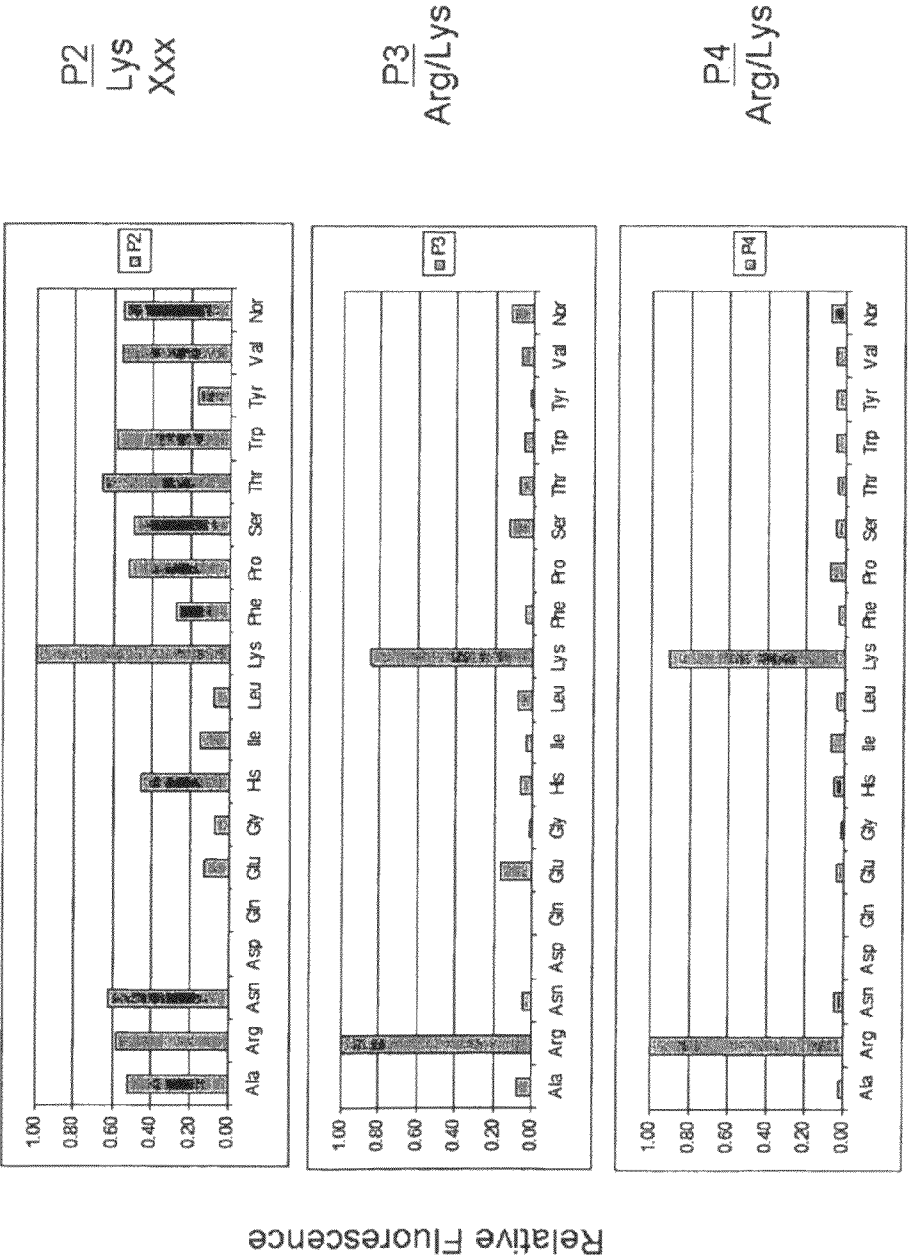 Relative Fluorescence
1.00
0.80
0.60
0.40
0.20
0.00
Ala Arg Asn Asp Gln Glu Gly His Ile Leu Lys Phe Pro Ser Thr Trp Tyr Val Nor
P2
P2
Lys
Xxx
1.00
0.80
0.60
0.40
0.20
0.00
Ala Arg Asn Asp Gln Glu Gly His Ile Leu Lys Phe Pro Ser Thr Trp Tyr Val Nor
P3
P3
Arg/Lys
1.00
0.80
0.60
0.40
0.20
0.00
Ala Arg Asn Asp Gln Glu Gly His Ile Leu Lys Phe Pro Ser Thr Trp Tyr Val Nor
P4
P4
Arg/Lys